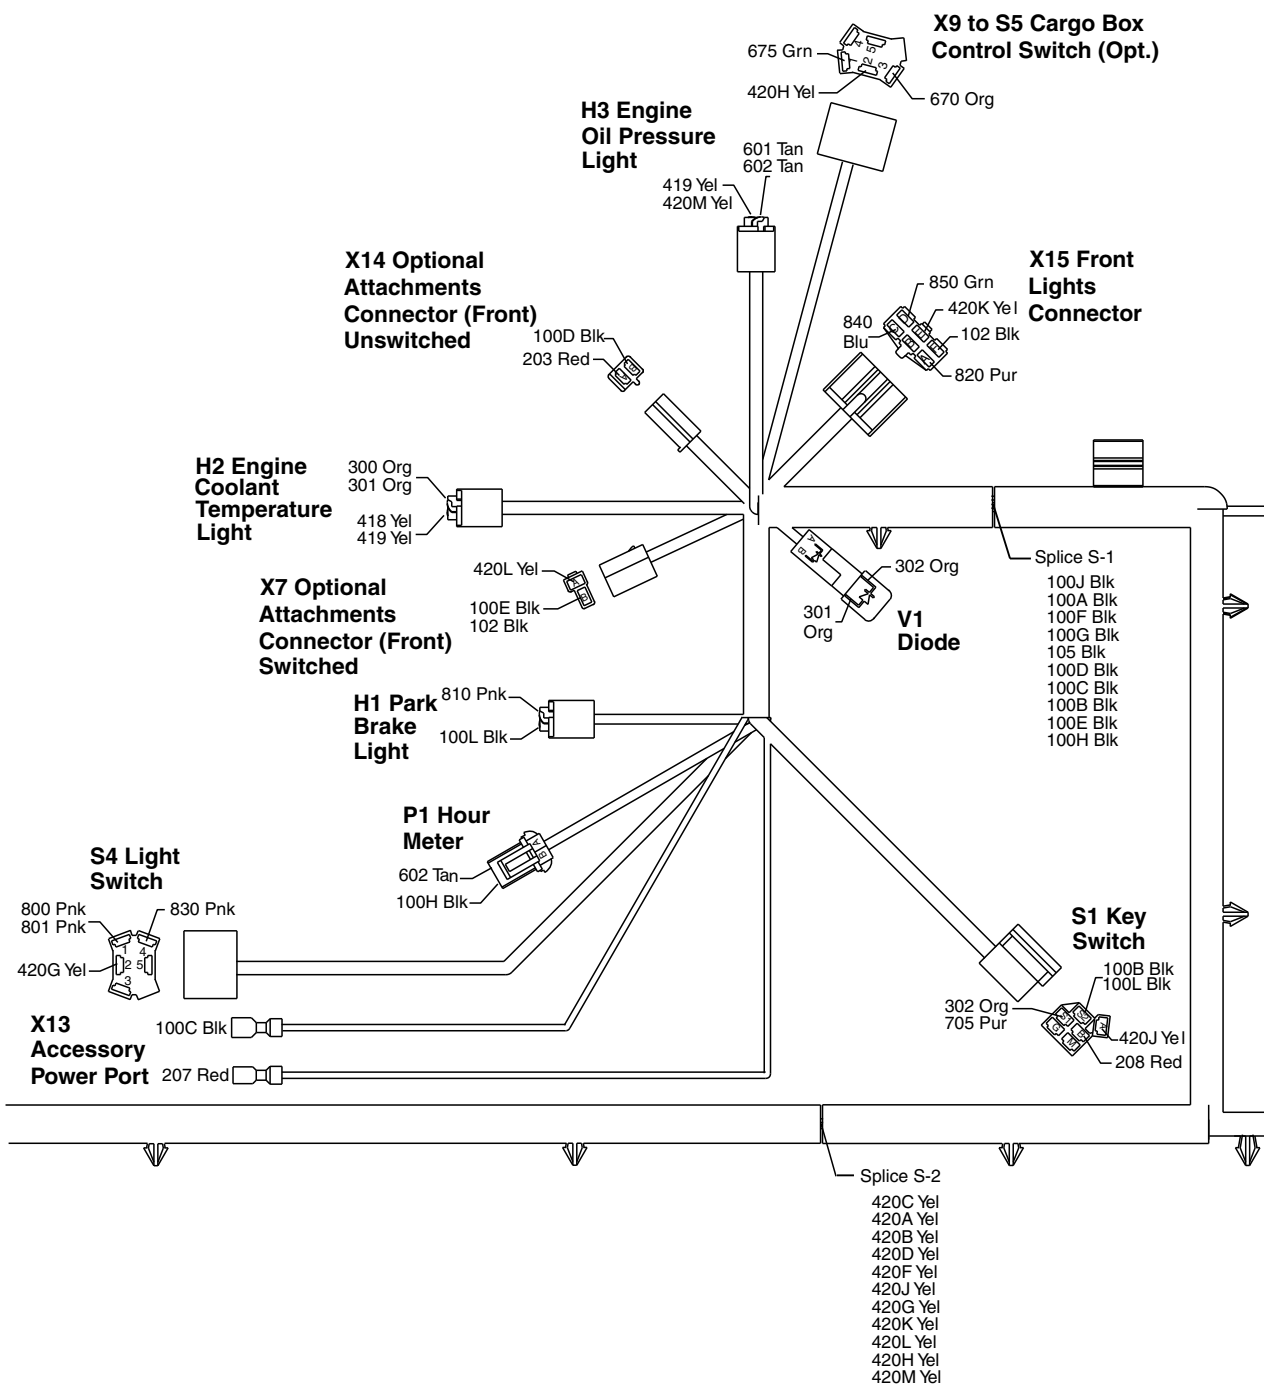 X9 to S5 Cargo Box
Control Switch (Opt.)
675 Grn
420H Yel
670 Org
4
5
2
3
H3 Engine
Oil Pressure
Light
601 Tan
602 Tan
419 Yel
420M Yel
X14 Optional
Attachments
Connector (Front)
Unswitched
100D Blk
203 Red
X15 Front
Lights
Connector
850 Grn
420K Yel
840
Blu
102 Blk
820 Pur
A
H2 Engine
Coolant
Temperature
Light
300 Org
301 Org
418 Yel
419 Yel
X7 Optional
Attachments
Connector (Front)
Switched
420L Yel
100E Blk
102 Blk
A
B
A
B
302 Org
301
Org
V1
Diode
Splice S-1
100J Blk
100A Blk
100F Blk
100G Blk
105 Blk
100D Blk
100C Blk
100B Blk
100E Blk
100H Blk
H1 Park
Brake
Light
810 Pnk
100L Blk
P1 Hour
Meter
A
B
602 Tan
100H Blk
S4 Light
Switch
800 Pnk
801 Pnk
830 Pnk
420G Yel
1
4
2
5
3
X13
Accessory
Power Port
100C Blk
207 Red
S1 Key
Switch
100B Blk
100L Blk
302 Org
705 Pur
G
M
B
A
420J Yel
208 Red
Splice S-2
420C Yel
420A Yel
420B Yel
420D Yel
420F Yel
420J Yel
420G Yel
420K Yel
420L Yel
420H Yel
420M Yel